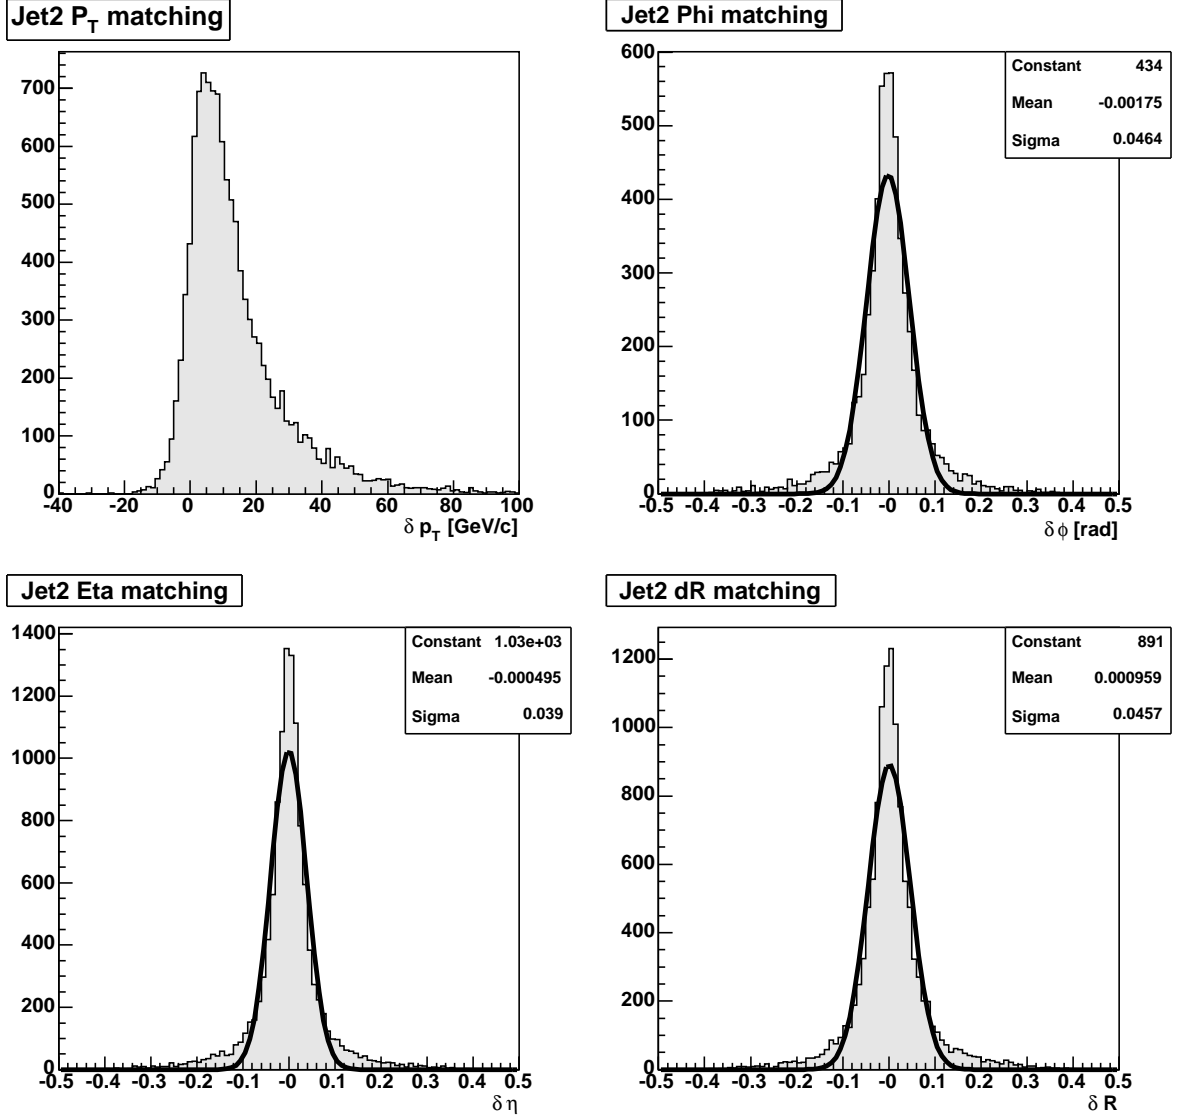 Jet2 P_T matching
700
600
500
400
300
200
100
0
-40 -20 0 20 40 60 80 100
δ p_T [GeV/c]
Jet2 Phi matching
Constant 434
Mean -0.00175
Sigma 0.0464
600
500
400
300
200
100
0
-0.5 -0.4 -0.3 -0.2 -0.1 -0 0.1 0.2 0.3 0.4 0.5
δ ϕ [rad]
Jet2 Eta matching
Constant 1.03e+03
Mean -0.000495
Sigma 0.039
1400
1200
1000
800
600
400
200
0
-0.5 -0.4 -0.3 -0.2 -0.1 -0 0.1 0.2 0.3 0.4 0.5
δ η
Jet2 dR matching
Constant 891
Mean 0.000959
Sigma 0.0457
1200
1000
800
600
400
200
0
-0.5 -0.4 -0.3 -0.2 -0.1 -0 0.1 0.2 0.3 0.4 0.5
δ R